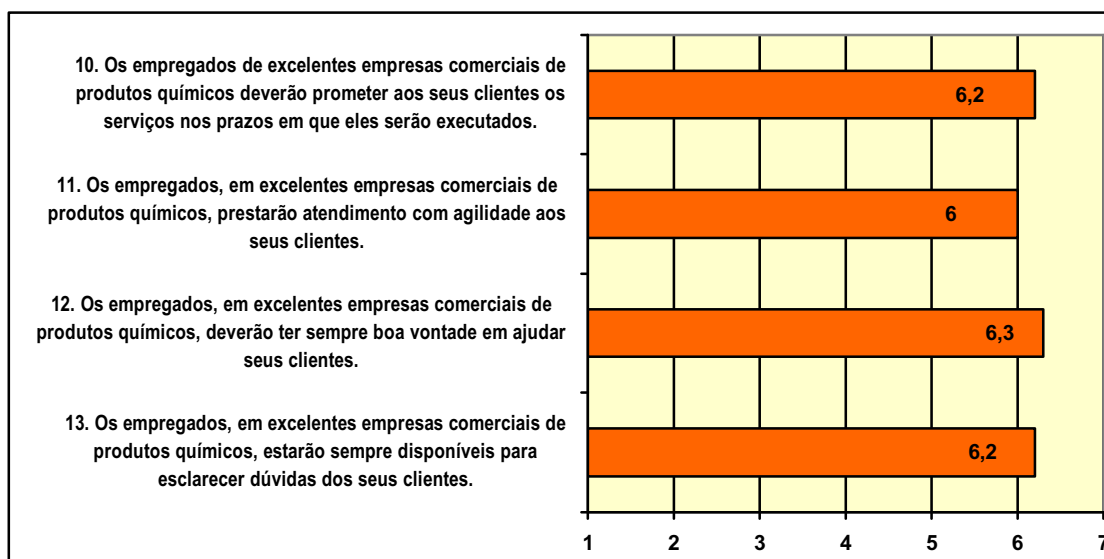 10. Os empregados de excelentes empresas comerciais de
produtos químicos deverão prometer aos seus clientes os
serviços nos prazos em que eles serão executados.
6,2
11. Os empregados, em excelentes empresas comerciais de
produtos químicos, prestarão atendimento com agilidade aos
seus clientes.
6
12. Os empregados, em excelentes empresas comerciais de
produtos químicos, deverão ter sempre boa vontade em ajudar
seus clientes.
6,3
13. Os empregados, em excelentes empresas comerciais de
produtos químicos, estarão sempre disponíveis para
esclarecer dúvidas dos seus clientes.
6,2
1 2 3 4 5 6 7